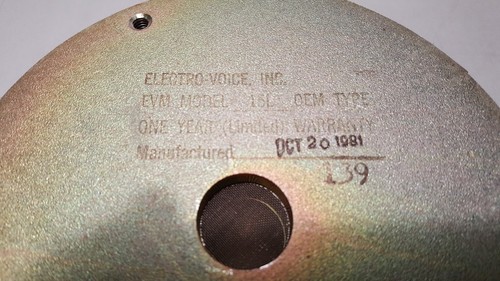 ELECTRO-VOICE, INC.
EVM MODEL 15L OEM TYPE
ONE YEAR (Limited) WARRANTY
Manufactured OCT 20 1981
139